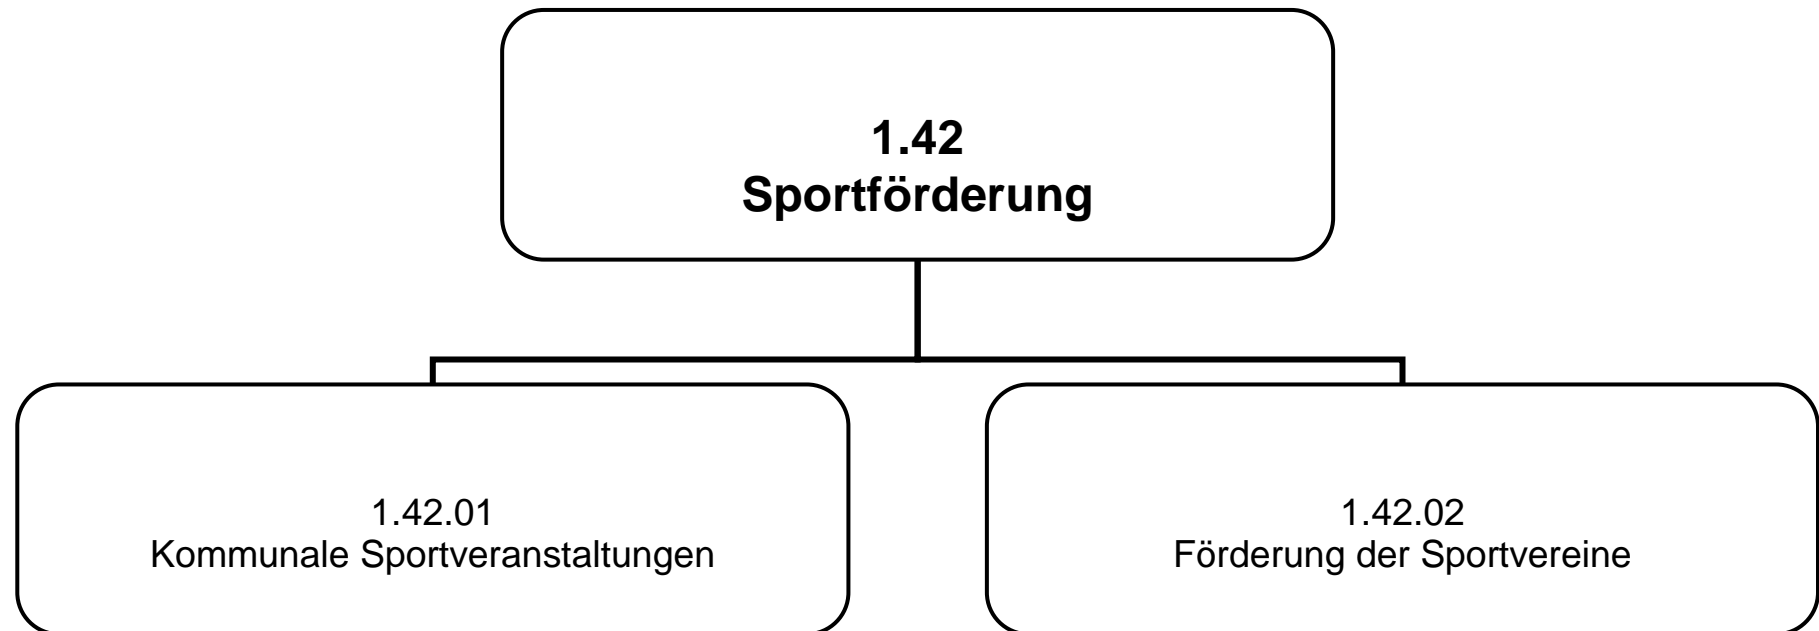 1.42
Sportförderung
1.42.01
Kommunale Sportveranstaltungen
1.42.02
Förderung der Sportvereine